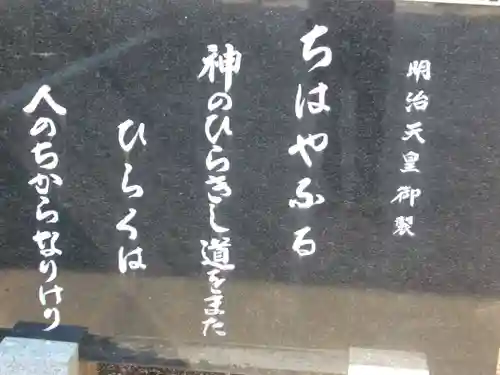 明治天皇御製
ちはやふる
神のひらきし道をまた
ひらくは
人のちからなりけり